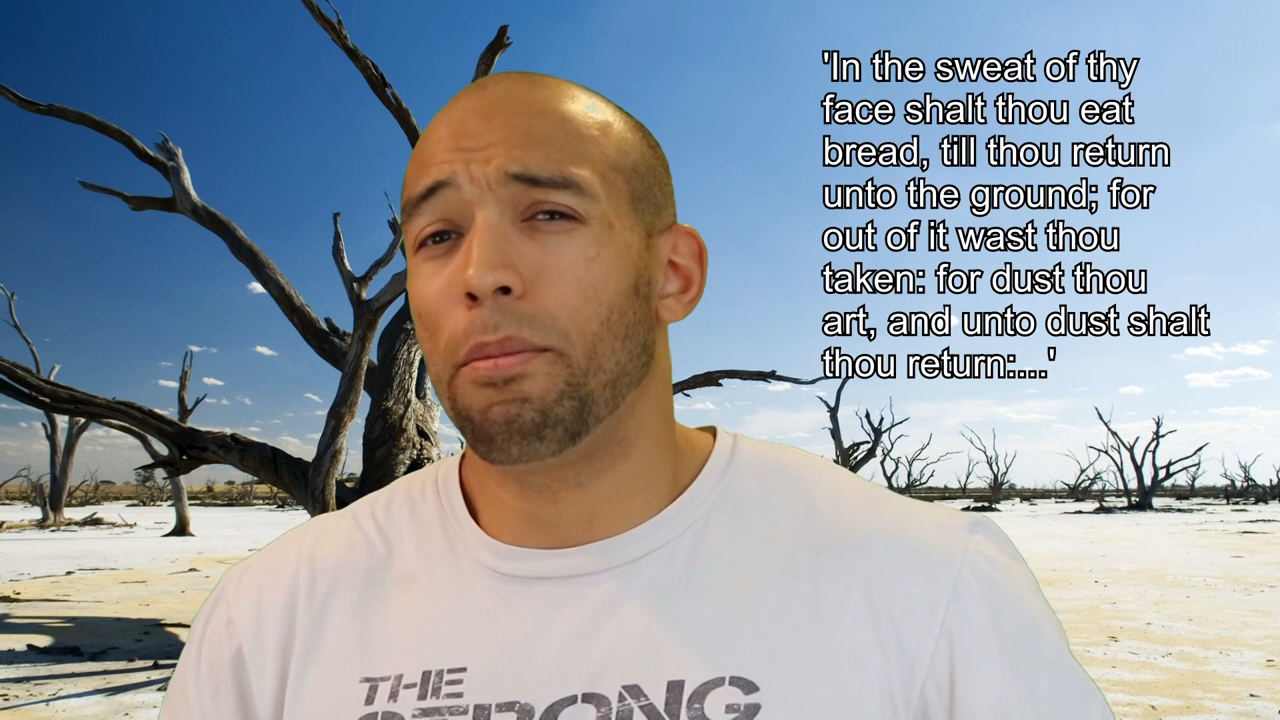 'In the sweat of thy
face shalt thou eat
bread, till thou return
unto the ground; for
out of it wast thou
taken: for dust thou
art, and unto dust shalt
thou return:...'
THE
STRONG